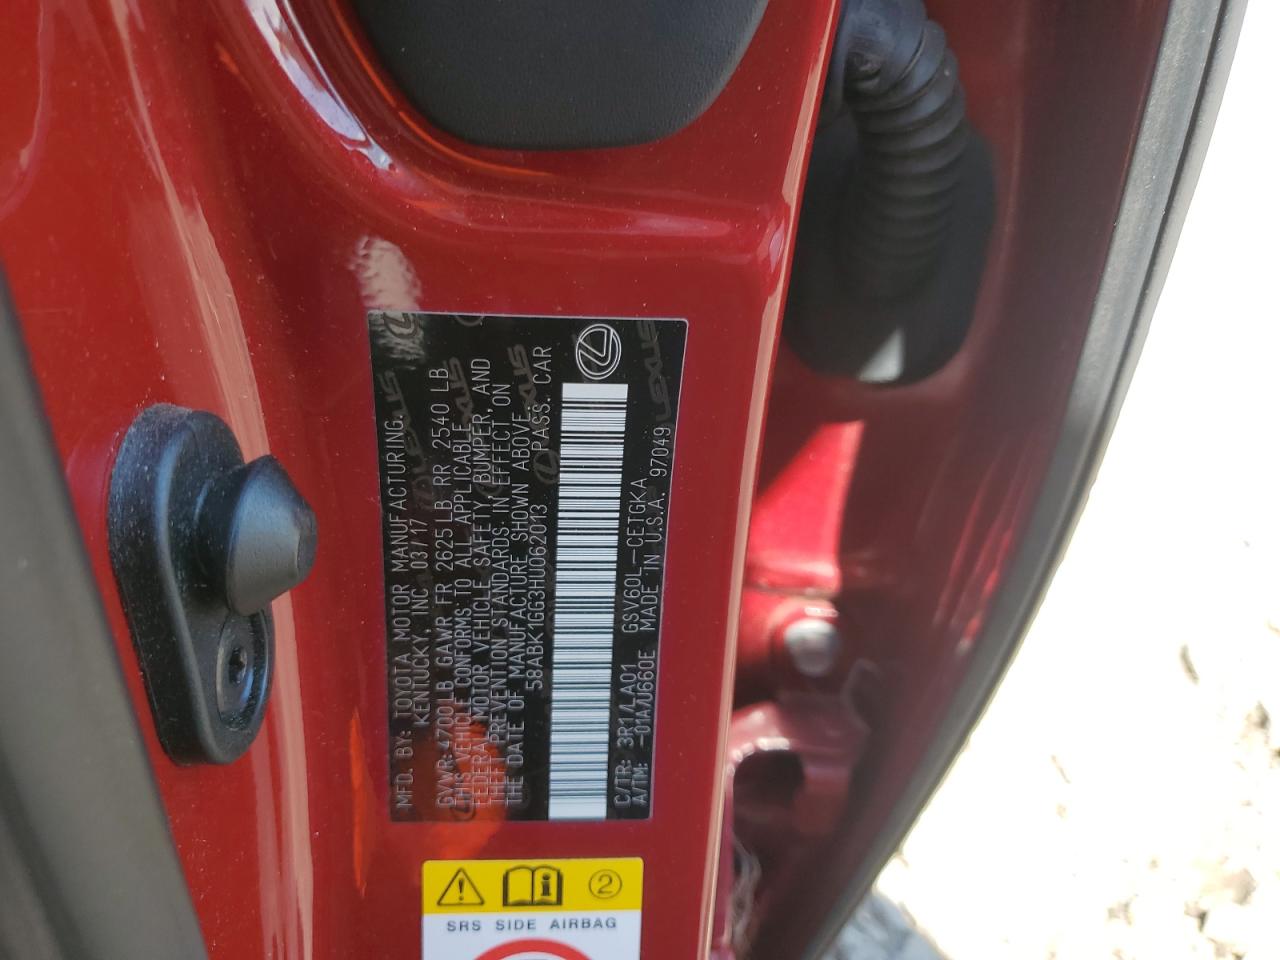 MFD. BY: TOYOTA MOTOR MANUFACTURING.
KENTUCKY, INC 03/17
GVWR: 4700 LB GAWR FR 2625 LB RR 2540 LB
THIS VEHICLE CONFORMS TO ALL APPLICABLE
FEDERAL MOTOR VEHICLE SAFETY, BUMPER, AND
THEFT PREVENTION STANDARDS IN EFFECT ON
THE DATE OF MANUFACTURE SHOWN ABOVE.
58ABK1GG3HU062013 PASS. CAR
C/TR: 3R1/LA01 GSV60L-CETGKA
A/TM: -01A/U660E MADE IN U.S.A. 97049
LEXUS
2
SRS SIDE AIRBAG